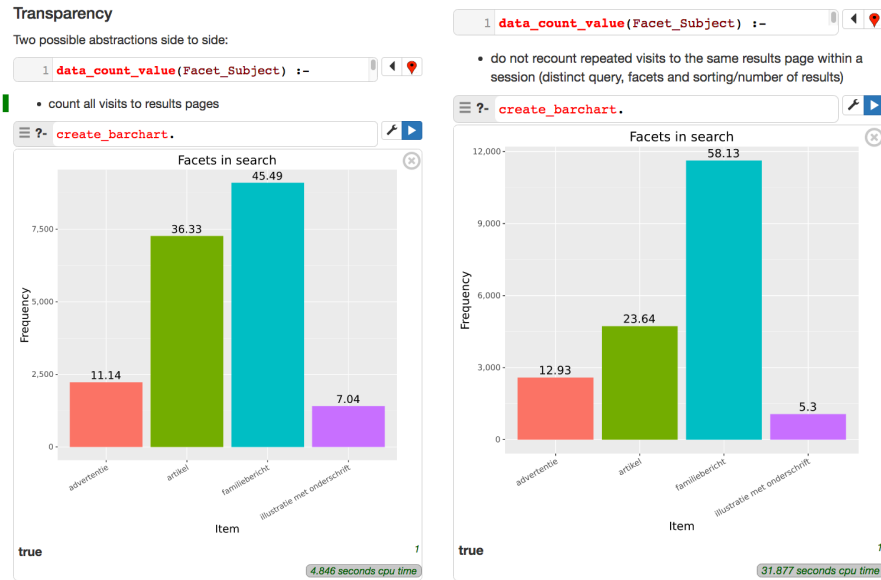 Transparency
Two possible abstractions side to side:
1 data_count_value(Facet_Subject) :-
• count all visits to results pages
?- create_barchart.
Facets in search
45.49
36.33
11.14
7.04
7,500
5,000
2,500
0
Frequency
advertentie
artikel
familiebericht
illustratie met onderschrift
Item
true
1
4.846 seconds cpu time
1 data_count_value(Facet_Subject) :-
• do not recount repeated visits to the same results page within a
session (distinct query, facets and sorting/number of results)
?- create_barchart.
Facets in search
58.13
23.64
12.93
5.3
12,000
9,000
6,000
3,000
0
Frequency
advertentie
artikel
familiebericht
illustratie met onderschrift
Item
true
1
31.877 seconds cpu time